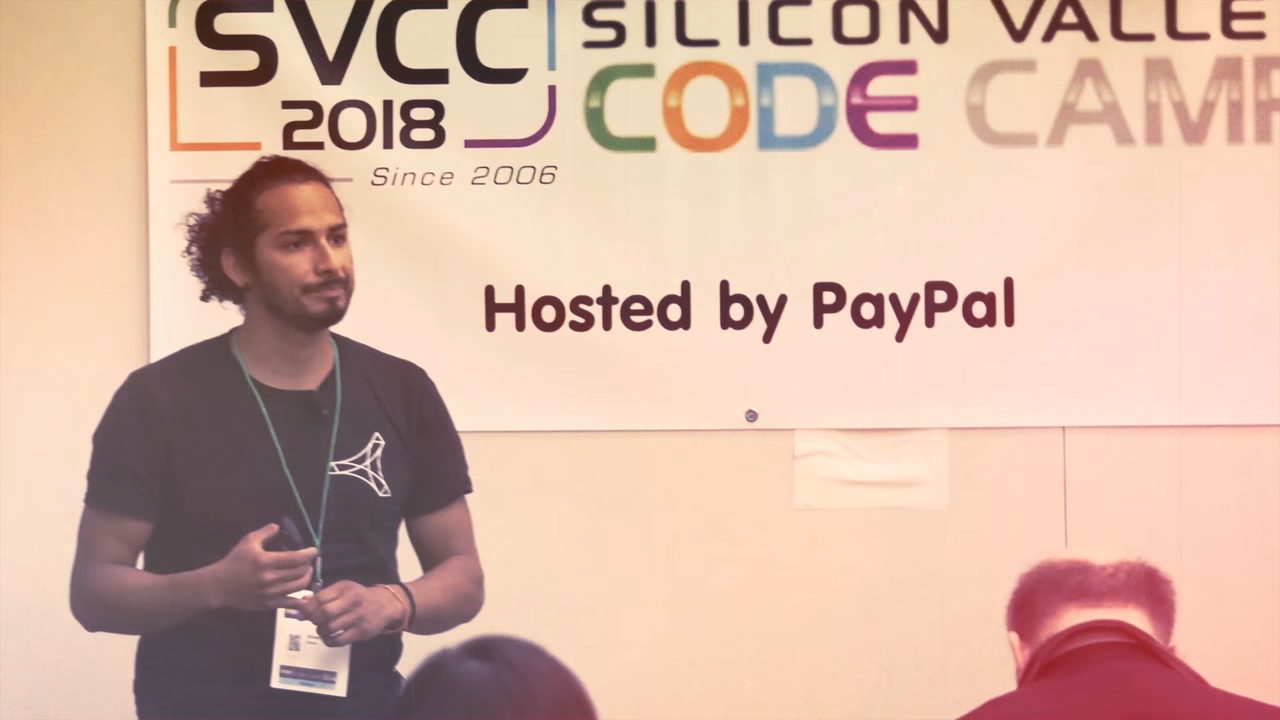 SVCC
2018
Since 2006
SILICON VALLE
CODE CAMP
Hosted by PayPal